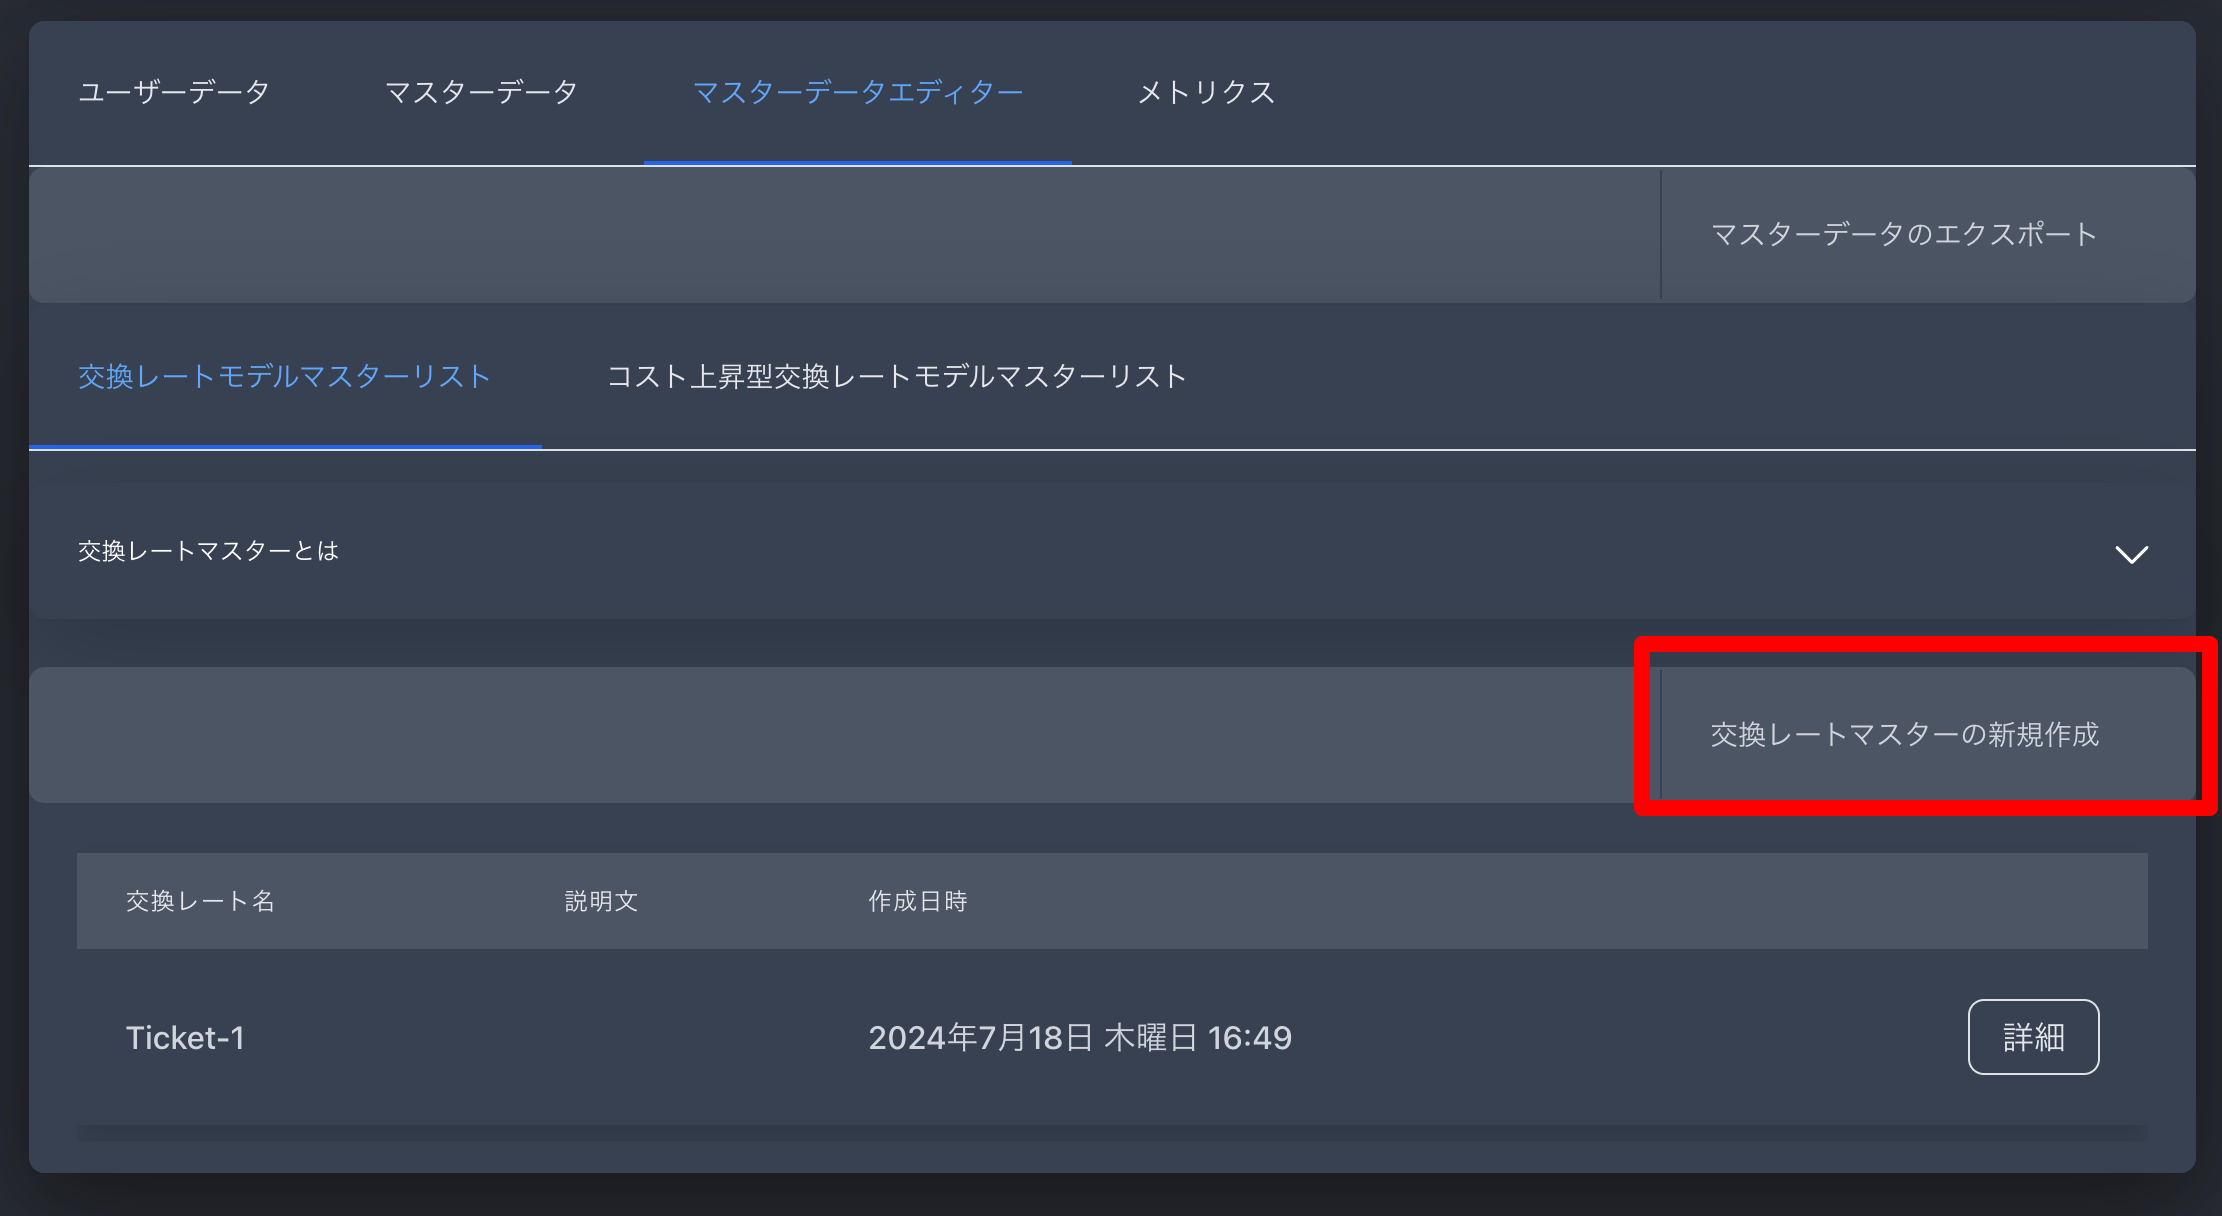 ユーザーデータ マスターデータ マスターデータエディター メトリクス
マスターデータのエクスポート
交換レートモデルマスターリスト コスト上昇型交換レートモデルマスターリスト
交換レートマスターとは
交換レートマスターの新規作成
交換レート名 説明文 作成日時
Ticket-1 2024年7月18日 木曜日 16:49 詳細